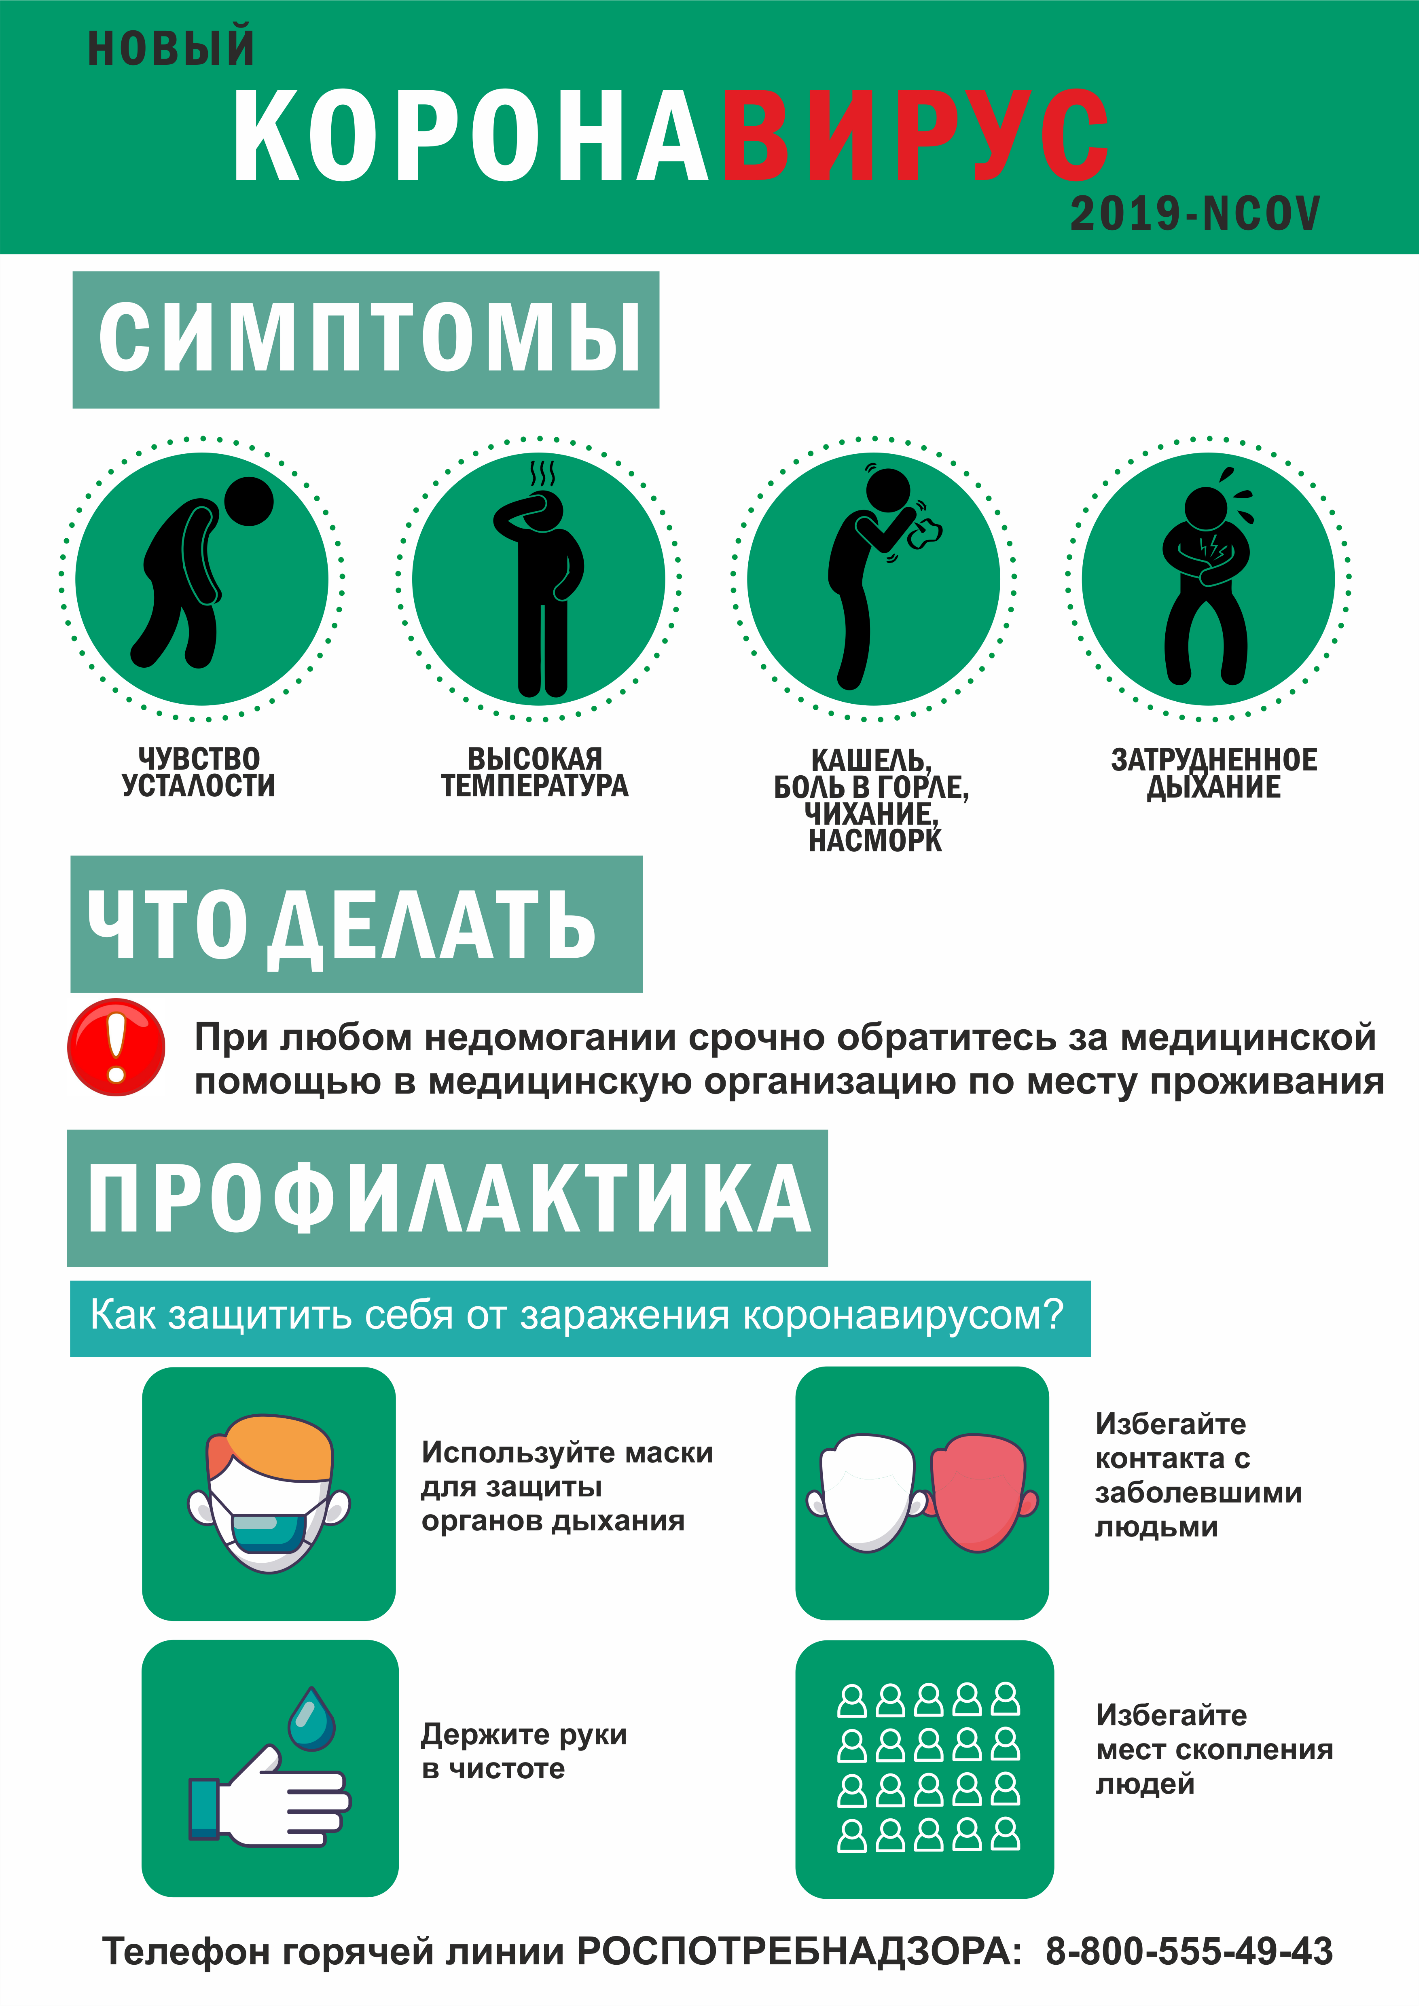 НОВЫЙ
КОРОНАВИРУС
2019-NCOV
СИМПТОМЫ
ЧУВСТВО
УСТАЛОСТИ
ВЫСОКАЯ
ТЕМПЕРАТУРА
КАШЕЛЬ,
БОЛЬ В ГОРЛЕ,
ЧИХАНИЕ,
НАСМОРК
ЗАТРУДНЕННОЕ
ДЫХАНИЕ
ЧТО ДЕЛАТЬ
При любом недомогании срочно обратитесь за медицинской
помощью в медицинскую организацию по месту проживания
ПРОФИЛАКТИКА
Как защитить себя от заражения коронавирусом?
Используйте маски
для защиты
органов дыхания
Избегайте
контакта с
заболевшими
людьми
Держите руки
в чистоте
Избегайте
мест скопления
людей
Телефон горячей линии РОСПОТРЕБНАДЗОРА: 8-800-555-49-43